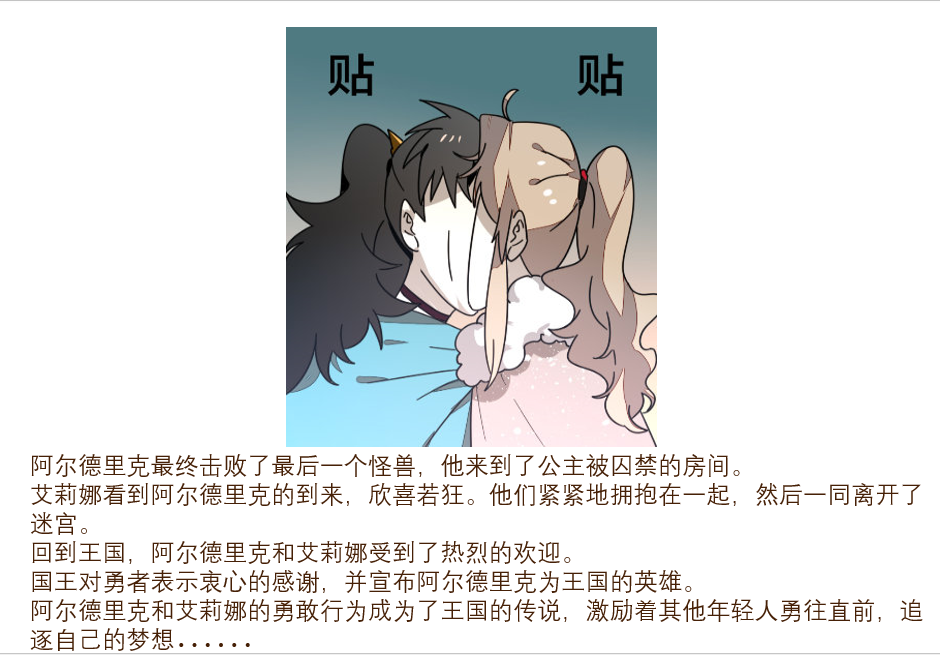 贴 贴
阿尔德里克最终击败了最后一个怪兽，他来到了公主被囚禁的房间。
艾莉娜看到阿尔德里克的到来，欣喜若狂。他们紧紧地拥抱在一起，然后一同离开了
迷宫。
回到王国，阿尔德里克和艾莉娜受到了热烈的欢迎。
国王对勇者表示衷心的感谢，并宣布阿尔德里克为王国的英雄。
阿尔德里克和艾莉娜的勇敢行为成为了王国的传说，激励着其他年轻人勇往直前，追
逐自己的梦想......